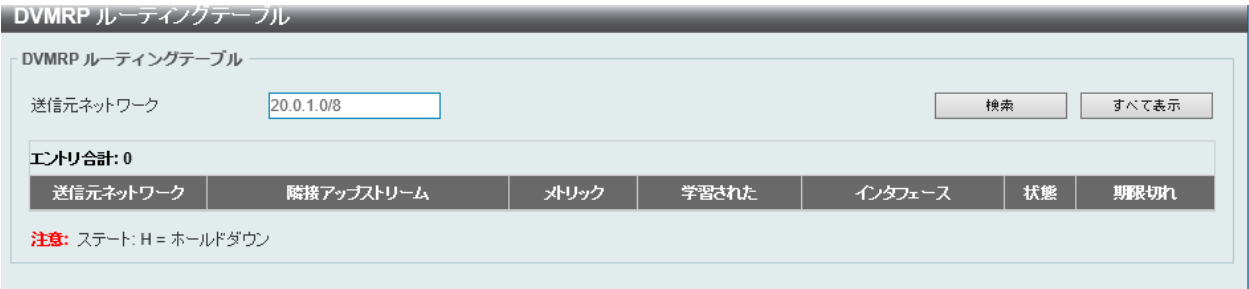 DVMRP ルーティングテーブル
DVMRP ルーティングテーブル
送信元ネットワーク 20.0.1.0/8 検索 すべて表示
エントリ合計: 0
送信元ネットワーク 隣接アップストリーム メトリック 学習された インタフェース 状態 期限切れ
注意: ステート: H = ホールドダウン